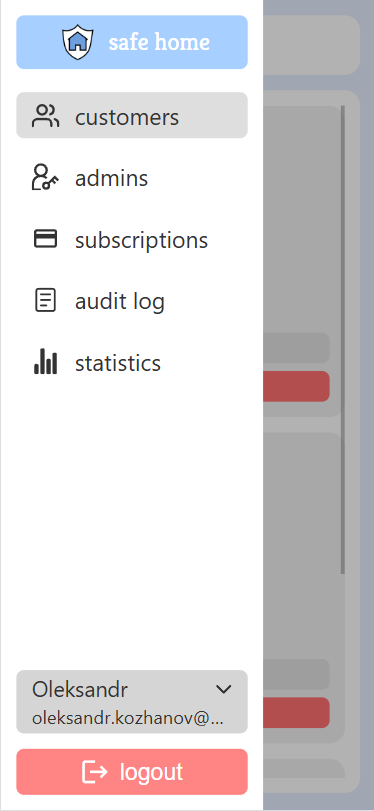 safe home
customers
admins
subscriptions
audit log
statistics
Oleksandr
oleksandr.kozhanov@...
logout